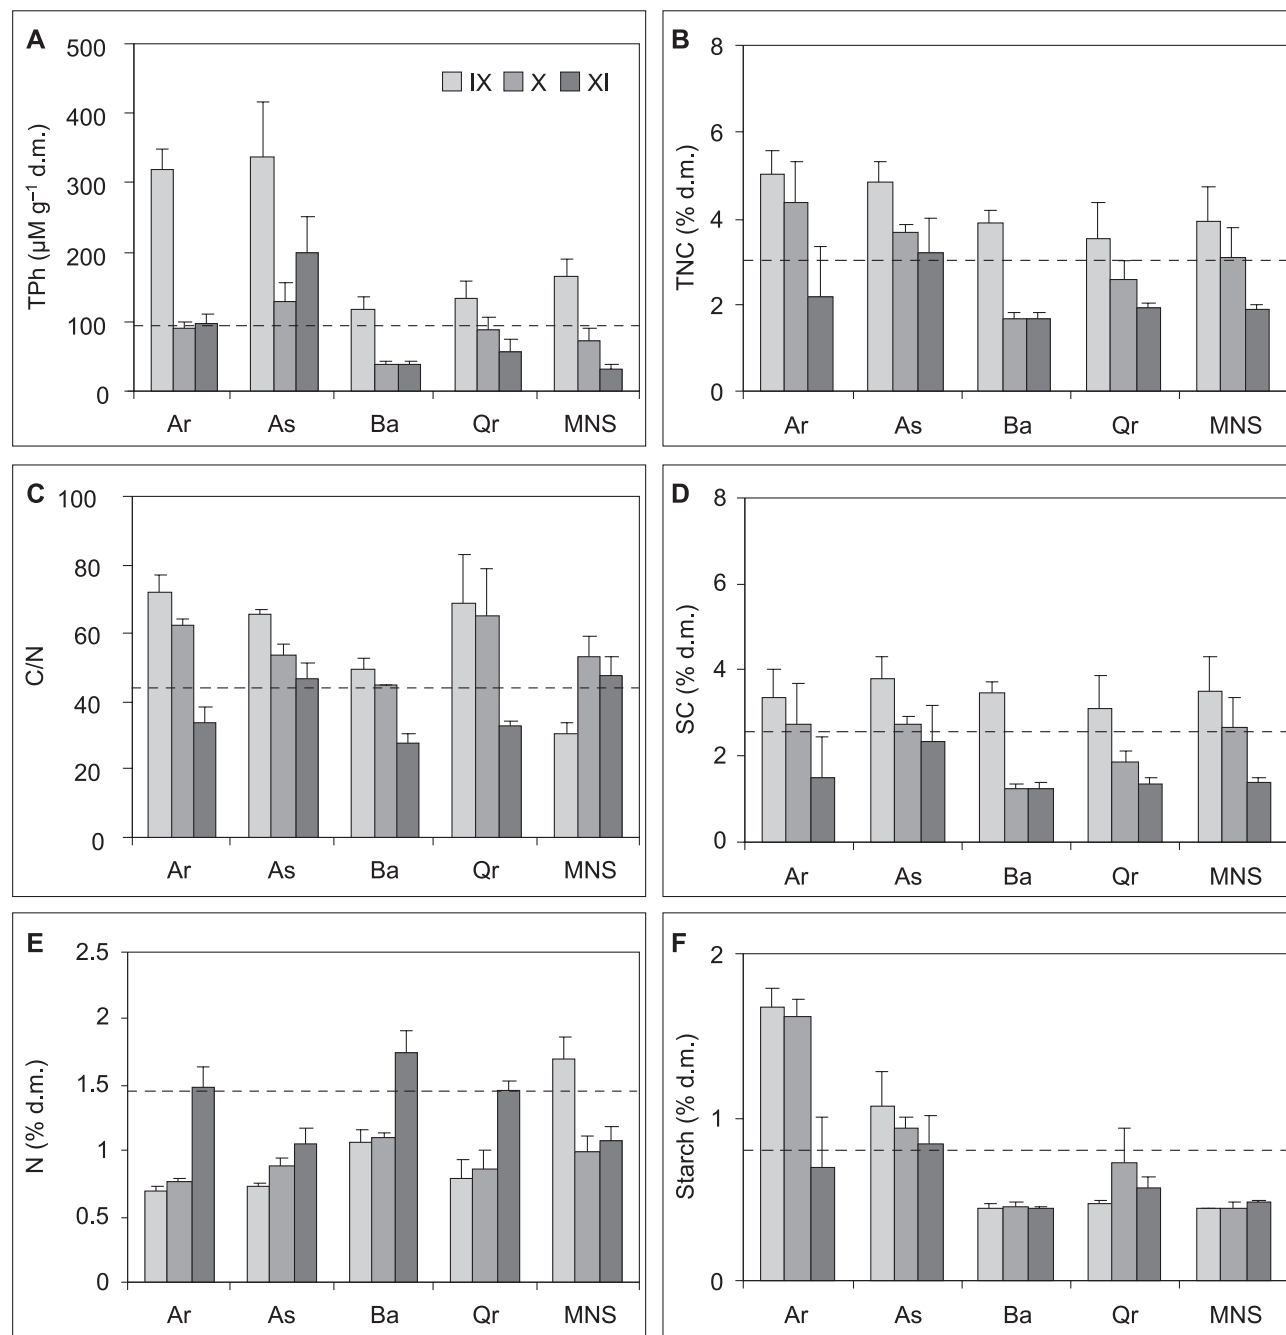 A
500
400
300
200
100
0
TPh (µM g⁻¹ d.m.)
IX X XI
Ar As Ba Qr MNS
B
8
6
4
2
0
TNC (% d.m.)
Ar As Ba Qr MNS
C
100
80
60
40
20
0
C/N
Ar As Ba Qr MNS
D
8
6
4
2
0
SC (% d.m.)
Ar As Ba Qr MNS
E
2.5
2
1.5
1
0.5
0
N (% d.m.)
Ar As Ba Qr MNS
F
2
1
0
Starch (% d.m.)
Ar As Ba Qr MNS